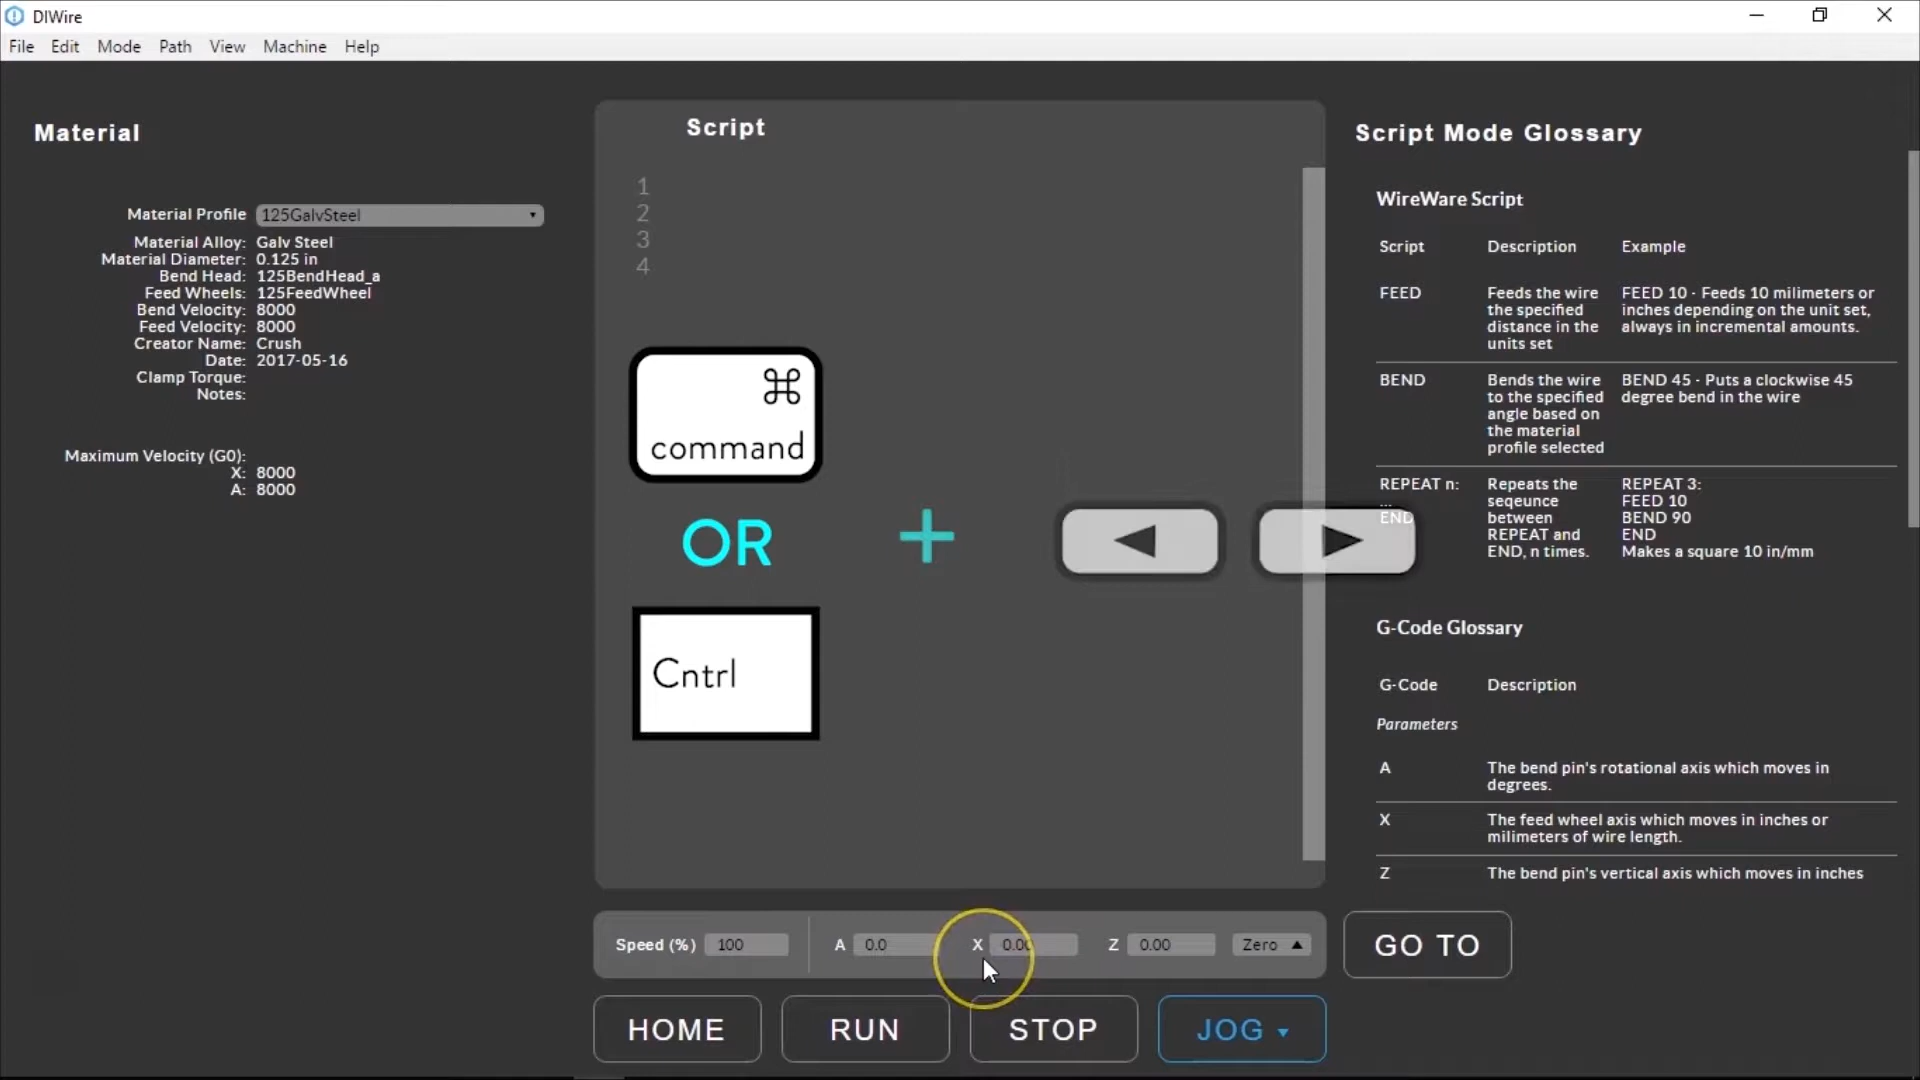 DIWire
File Edit Mode Path View Machine Help
Material
Material Profile 125GalvSteel
Material Alloy: Galv Steel
Material Diameter: 0.125 in
Bend Head: 125BendHead_a
Feed Wheels: 125FeedWheel
Bend Velocity: 8000
Feed Velocity: 8000
Creator Name: Crush
Date: 2017-05-16
Clamp Torque:
Notes:
Maximum Velocity (G0):
X: 8000
A: 8000
Script
1
2
3
4
⌘
command
OR
+
Cntrl
Script Mode Glossary
WireWare Script
Script Description Example
FEED Feeds the wire FEED 10 - Feeds 10 milimeters or
the specified inches depending on the unit set,
distance in the always in incremental amounts.
units set
BEND Bends the wire BEND 45 - Puts a clockwise 45
to the specified degree bend in the wire
angle based on
the material
profile selected
REPEAT n: Repeats the REPEAT 3:
... seqeunce FEED 10
END between BEND 90
REPEAT and END
END, n times. Makes a square 10 in/mm
G-Code Glossary
G-Code Description
Parameters
A The bend pin's rotational axis which moves in
degrees.
X The feed wheel axis which moves in inches or
milimeters of wire length.
Z The bend pin's vertical axis which moves in inches
Speed (%) 100 A 0.0 X 0.00 Z 0.00 Zero GO TO
HOME RUN STOP JOG